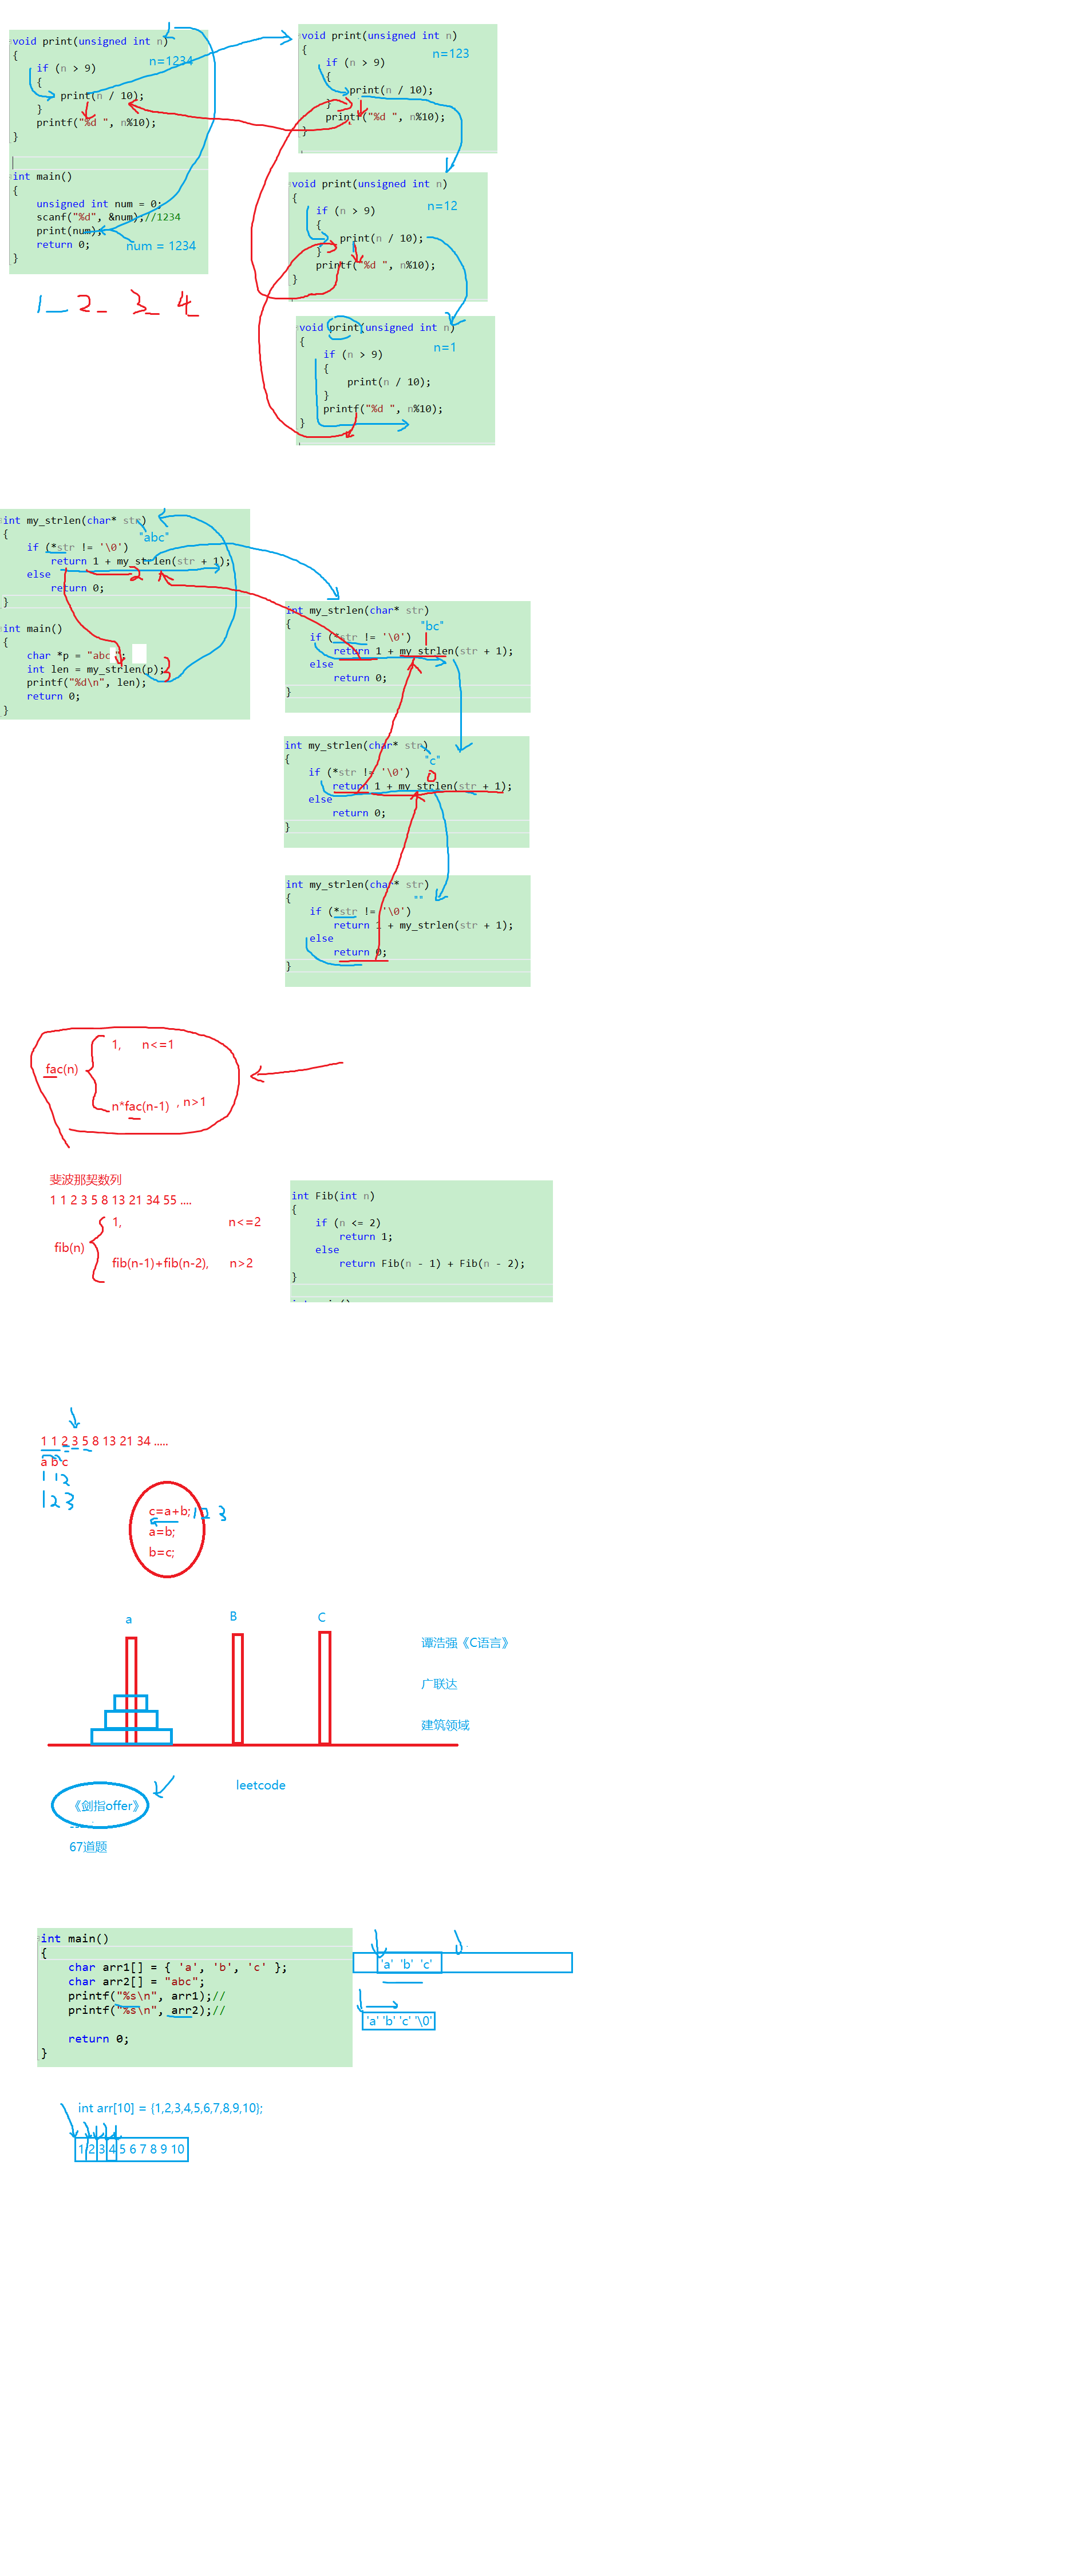 void print(unsigned int n)
{
n=1234
if (n > 9)
{
print(n / 10);
}
printf("%d ", n%10);
}
int main()
{
unsigned int num = 0;
scanf("%d", &num);//1234
print(num);
return 0;
num = 1234
}
1 2 3 4
void print(unsigned int n)
{
n=123
if (n > 9)
{
print(n / 10);
}
printf("%d ", n%10);
}
void print(unsigned int n)
{
n=12
if (n > 9)
{
print(n / 10);
}
printf("%d ", n%10);
}
void print(unsigned int n)
{
n=1
if (n > 9)
{
print(n / 10);
}
printf("%d ", n%10);
}
int my_strlen(char* str)
{
"abc"
if (*str != '\0')
return 1 + my_strlen(str + 1);
else
2
return 0;
}
int main()
{
char *p = "abc";
int len = my_strlen(p);
3
printf("%d\n", len);
return 0;
}
int my_strlen(char* str)
{
"bc"
if (*str != '\0')
1
return 1 + my_strlen(str + 1);
else
return 0;
}
int my_strlen(char* str)
{
"c"
if (*str != '\0')
0
return 1 + my_strlen(str + 1);
else
return 0;
}
int my_strlen(char* str)
{
""
if (*str != '\0')
return 1 + my_strlen(str + 1);
else
return 0;
}
1, n<=1
fac(n)
n*fac(n-1) , n>1
斐波那契数列
1 1 2 3 5 8 13 21 34 55 ....
1, n<=2
fib(n)
fib(n-1)+fib(n-2), n>2
int Fib(int n)
{
if (n <= 2)
return 1;
else
return Fib(n - 1) + Fib(n - 2);
}
1 1 2 3 5 8 13 21 34 .....
a b c
1 1 2
1 2 3
c=a+b; 1 2 3
a=b;
b=c;
a B C
谭浩强《C语言》
广联达
建筑领域
leetcode
《剑指offer》
67道题
int main()
{
char arr1[] = { 'a', 'b', 'c' };
char arr2[] = "abc";
printf("%s\n", arr1);//
printf("%s\n", arr2);//
return 0;
}
'a' 'b' 'c'
'a' 'b' 'c' '\0'
int arr[10] = {1,2,3,4,5,6,7,8,9,10};
1 2 3 4 5 6 7 8 9 10